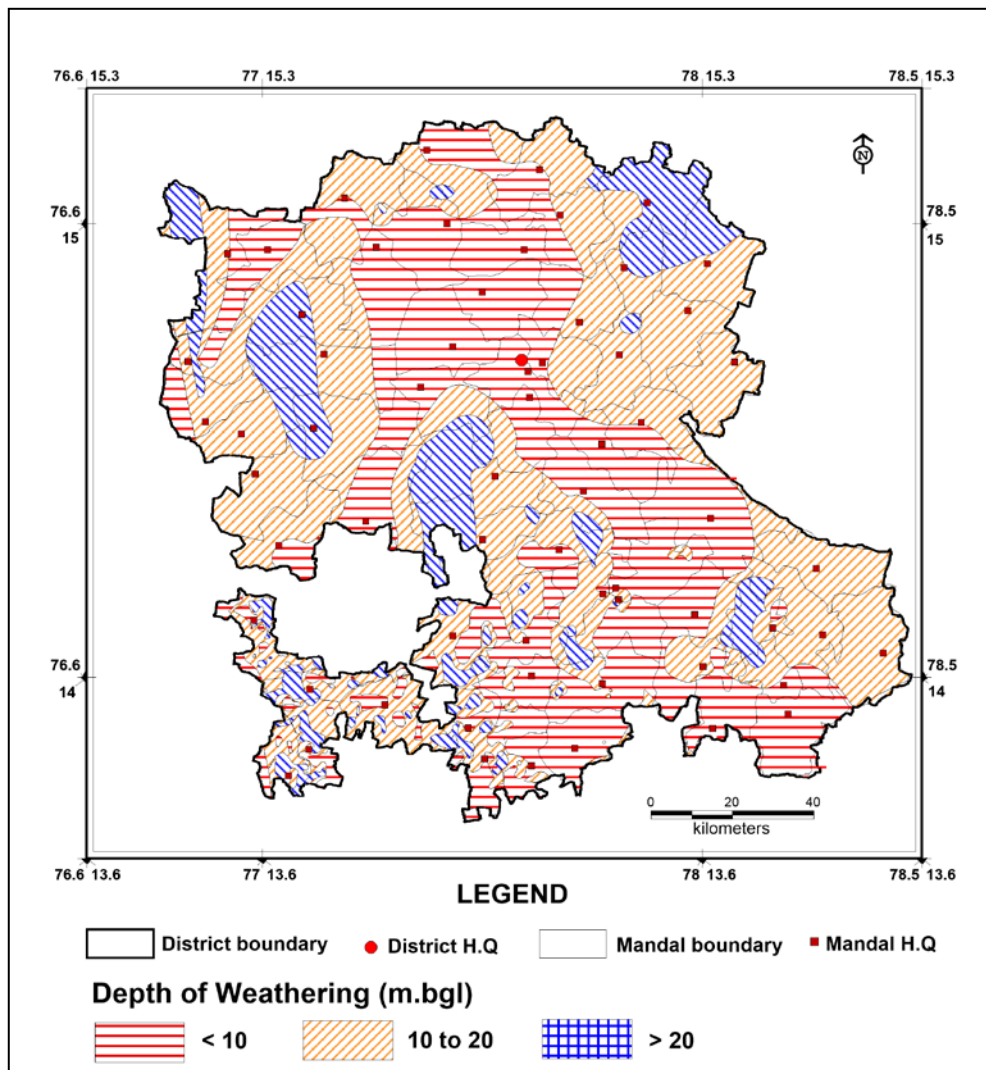 76.6 15.3 77 15.3 78 15.3 78.5 15.3
N
76.6 78.5
15 15
76.6 78.5
14 14
0 20 40
kilometers
76.6 13.6 77 13.6 78 13.6 78.5 13.6
LEGEND
District boundary District H.Q Mandal boundary Mandal H.Q
Depth of Weathering (m.bgl)
< 10 10 to 20 > 20